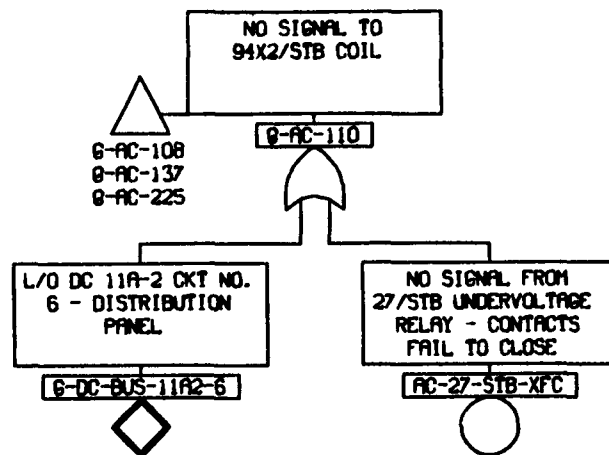 NO SIGNAL TO
94X2/STB COIL
G-AC-110
G-AC-108
G-AC-137
G-AC-225
L/O DC 11A-2 CKT NO.
6 - DISTRIBUTION
PANEL
G-DC-BUS-11A2-6
NO SIGNAL FROM
27/STB UNDERVOLTAGE
RELAY - CONTACTS
FAIL TO CLOSE
AC-27-STB-XFC